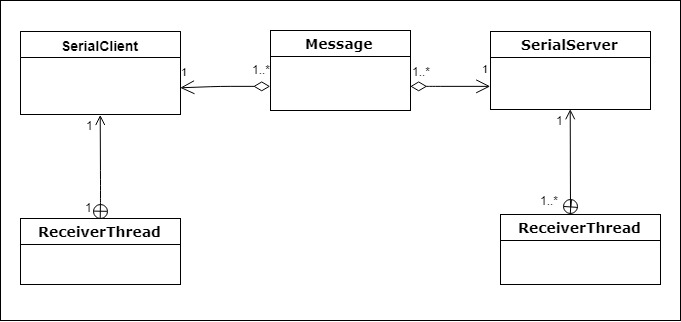 SerialClient
Message
SerialServer
1
1..*
1..*
1
1
1
1
1..*
ReceiverThread
ReceiverThread